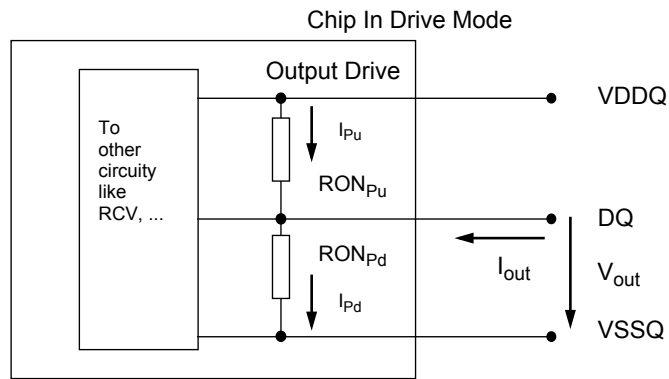 Chip In Drive Mode
Output Drive
To
other
circuity
like
RCV, ...
I_Pu
RON_Pu
RON_Pd
I_Pd
VDDQ
DQ
I_out
V_out
VSSQ